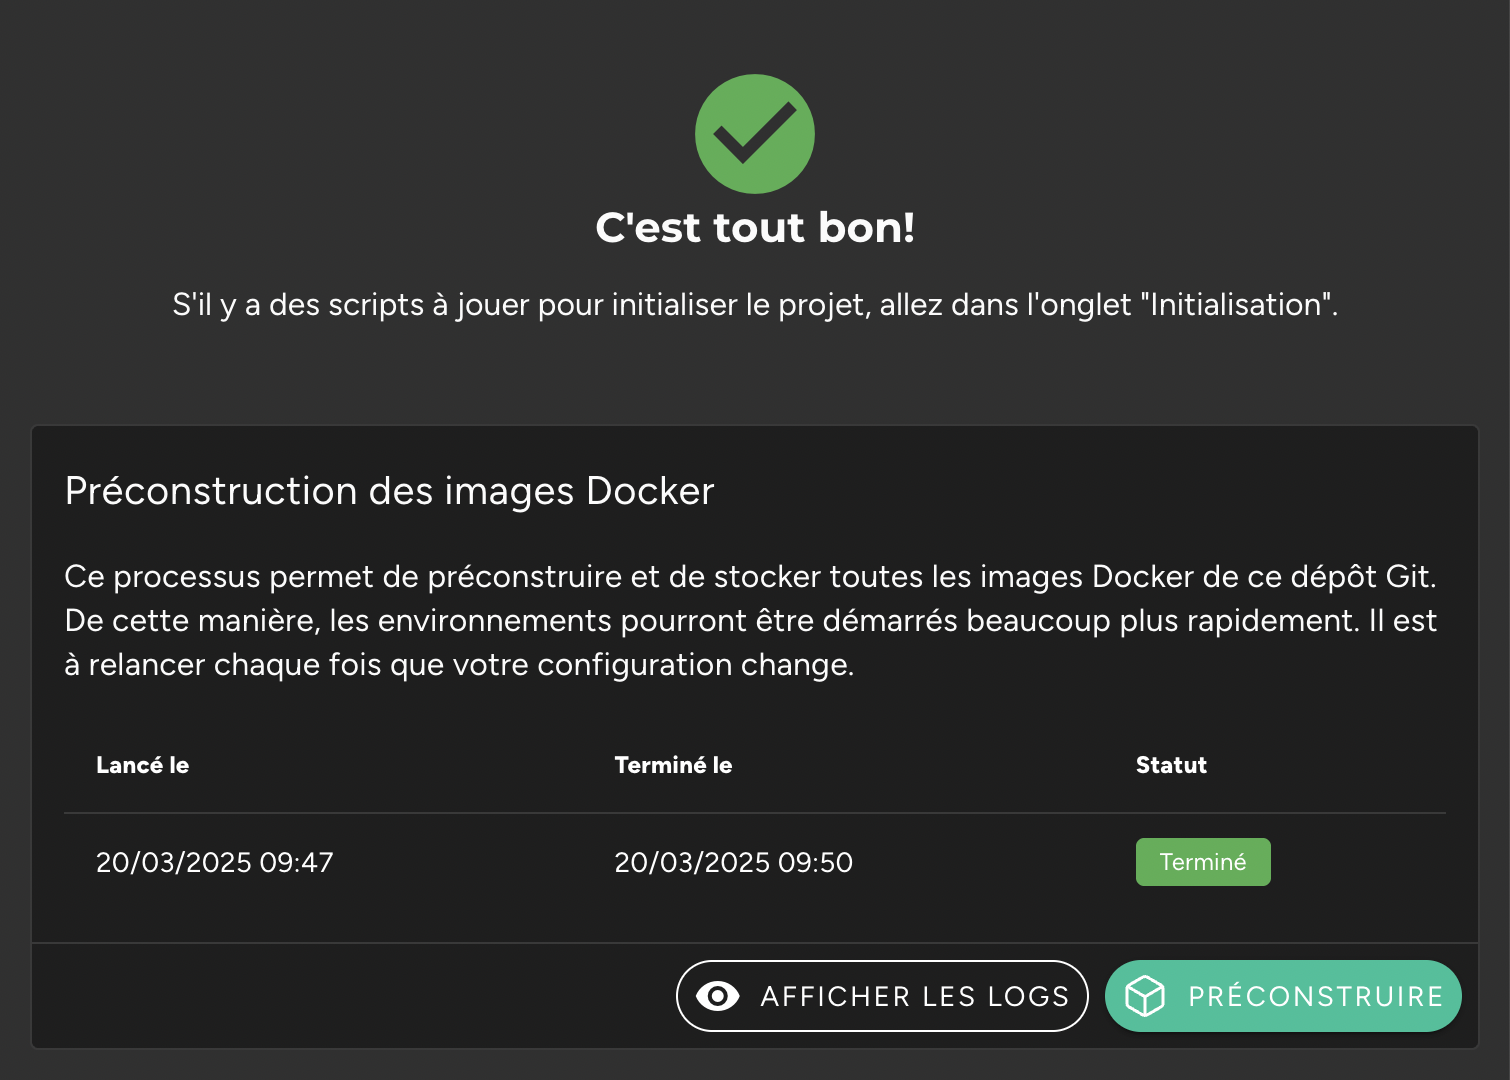 C'est tout bon!
S'il y a des scripts à jouer pour initialiser le projet, allez dans l'onglet "Initialisation".
Préconstruction des images Docker
Ce processus permet de préconstruire et de stocker toutes les images Docker de ce dépôt Git.
De cette manière, les environnements pourront être démarrés beaucoup plus rapidement. Il est
à relancer chaque fois que votre configuration change.
Lancé le Terminé le Statut
20/03/2025 09:47 20/03/2025 09:50 Terminé
AFFICHER LES LOGS PRÉCONSTRUIRE